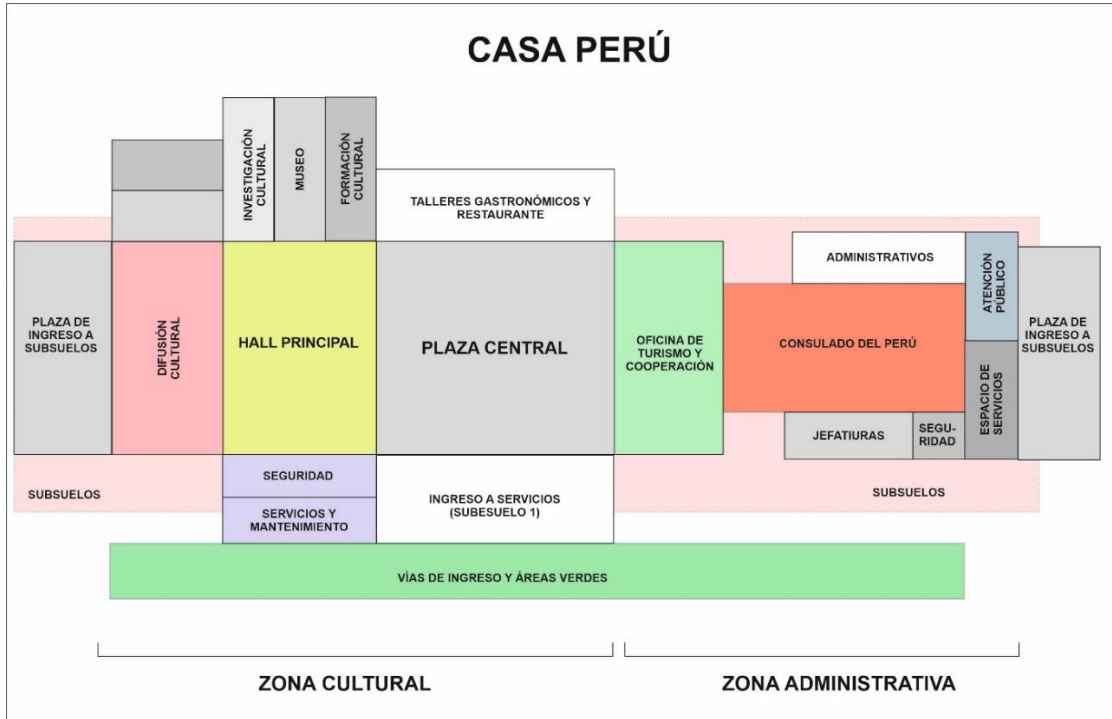 CASA PERÚ
INVESTIGACIÓN
CULTURAL
MUSEO
FORMACIÓN
CULTURAL
TALLERES GASTRONÓMICOS Y
RESTAURANTE
PLAZA DE
INGRESO A
SUBSUELOS
DIFUSIÓN
CULTURAL
HALL PRINCIPAL
PLAZA CENTRAL
OFICINA DE
TURISMO Y
COOPERACIÓN
ADMINISTRATIVOS
CONSULADO DEL PERÚ
ATENCIÓN
PÚBLICO
PLAZA DE
INGRESO A
SUBSUELOS
JEFATIURAS
SEGU-
RIDAD
ESPACIO DE
SERVICIOS
SUBSUELOS
SEGURIDAD
SERVICIOS Y
MANTENIMIENTO
INGRESO A SERVICIOS
(SUBESUELO 1)
SUBSUELOS
VÍAS DE INGRESO Y ÁREAS VERDES
ZONA CULTURAL
ZONA ADMINISTRATIVA